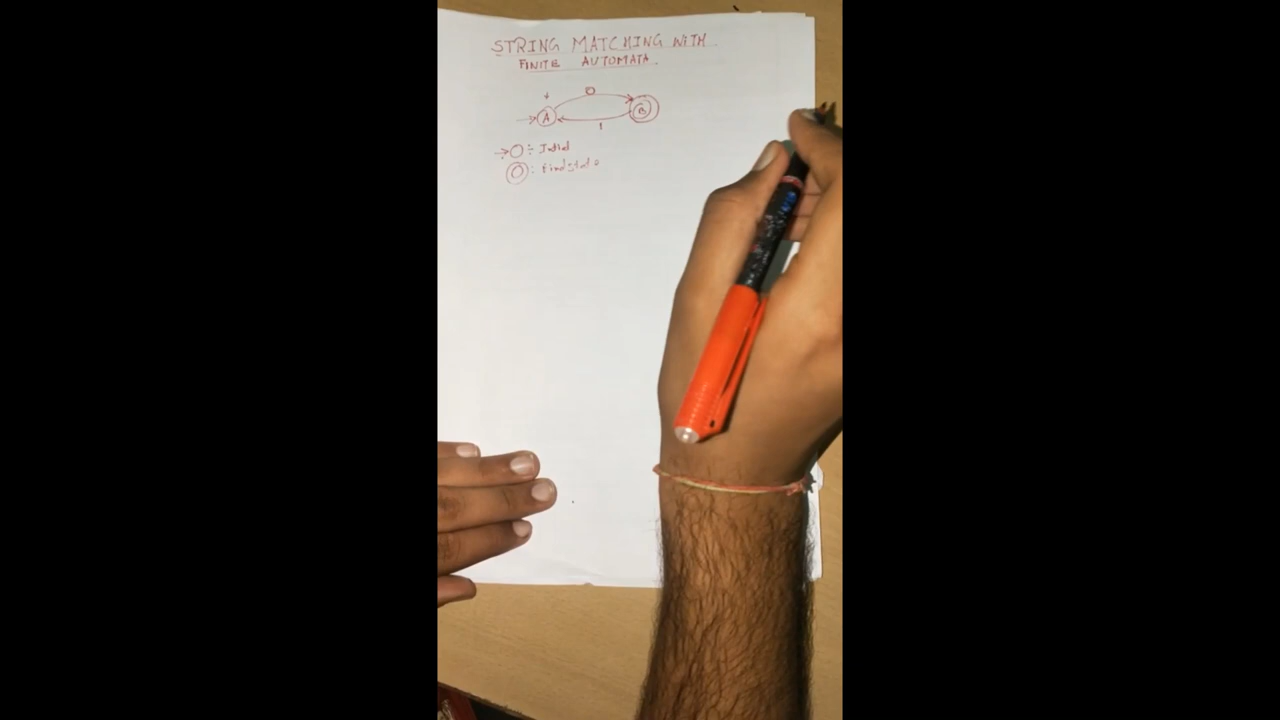 STRING MATCHING WITH
FINITE AUTOMATA.
0
A B
1
: Initial
: Final state